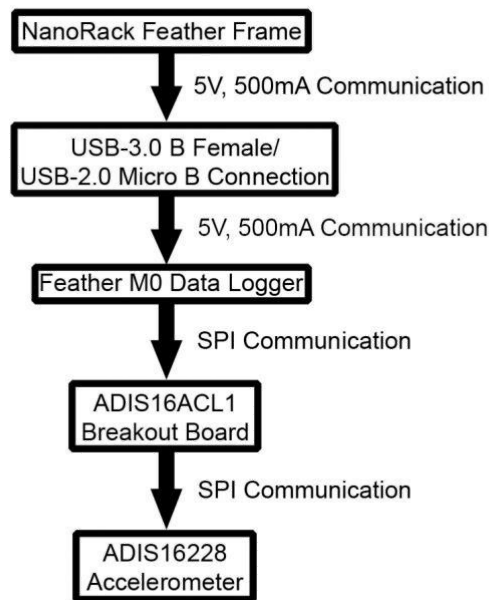 NanoRack Feather Frame
5V, 500mA Communication
USB-3.0 B Female/
USB-2.0 Micro B Connection
5V, 500mA Communication
Feather M0 Data Logger
SPI Communication
ADIS16ACL1
Breakout Board
SPI Communication
ADIS16228
Accelerometer